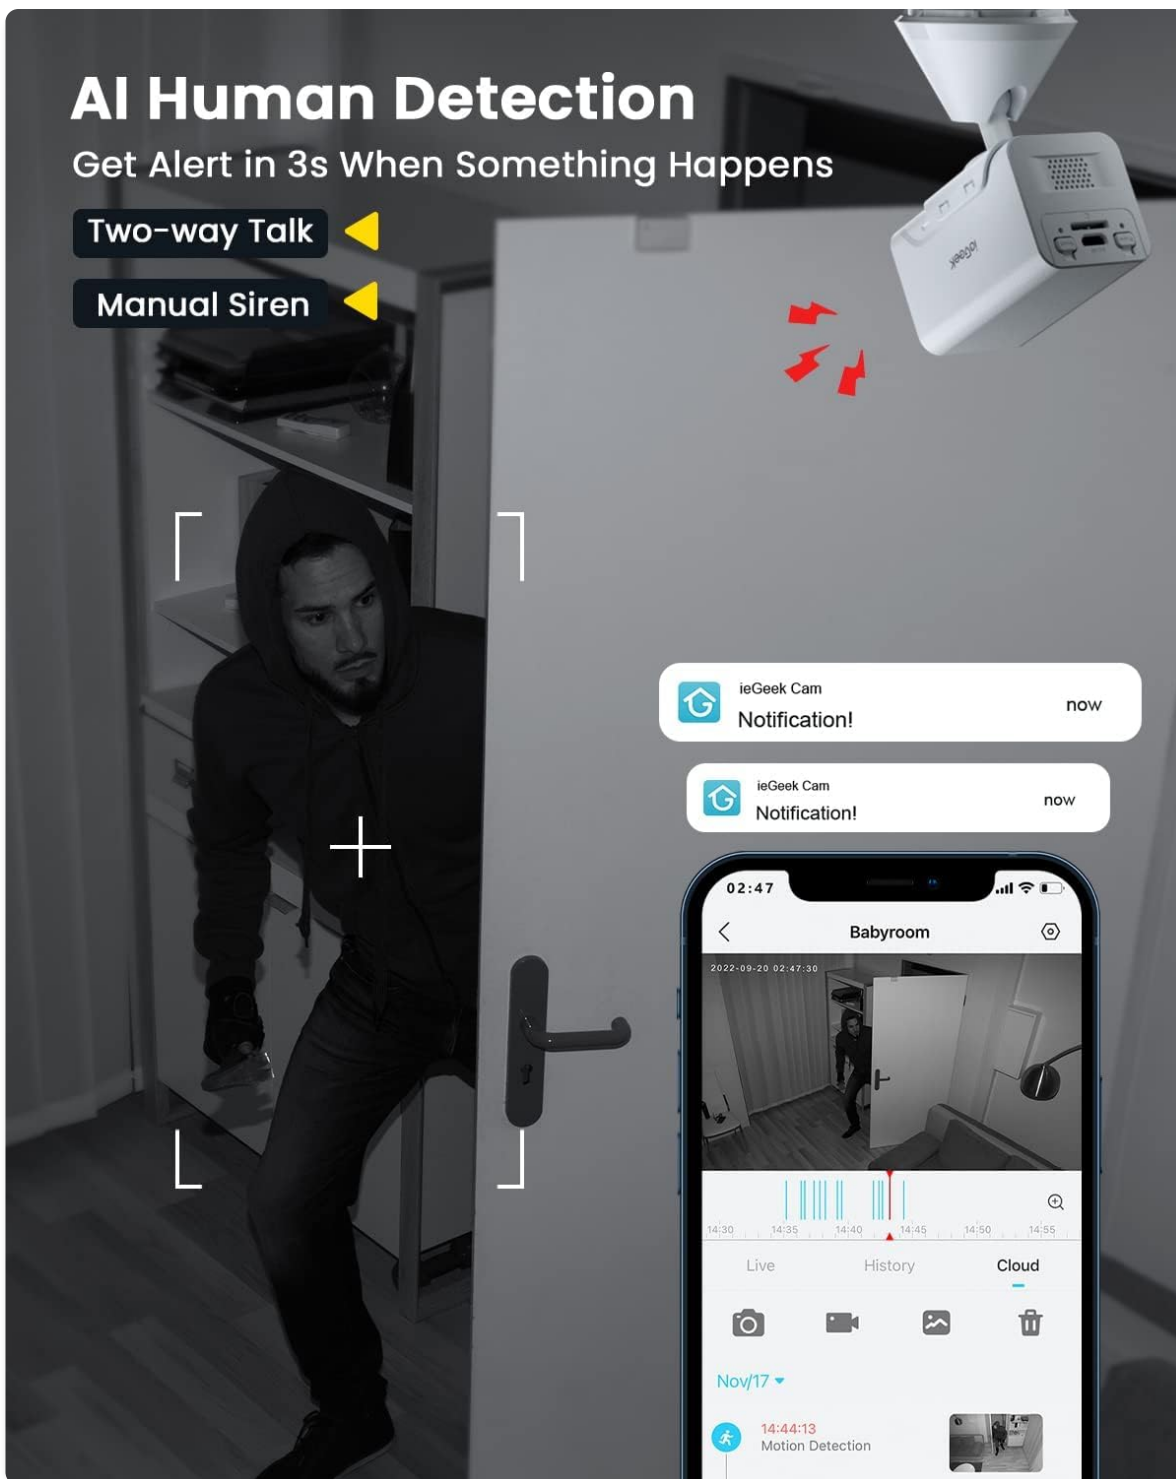 AI Human Detection
Get Alert in 3s When Something Happens
Two-way Talk
Manual Siren
ieGeek
ieGeek Cam
Notification!
now
ieGeek Cam
Notification!
now
02:47
Babyroom
2022-09-20 02:47:30
14:30 14:35 14:40 14:45 14:50 14:55
Live History Cloud
Nov/17
14:44:13
Motion Detection